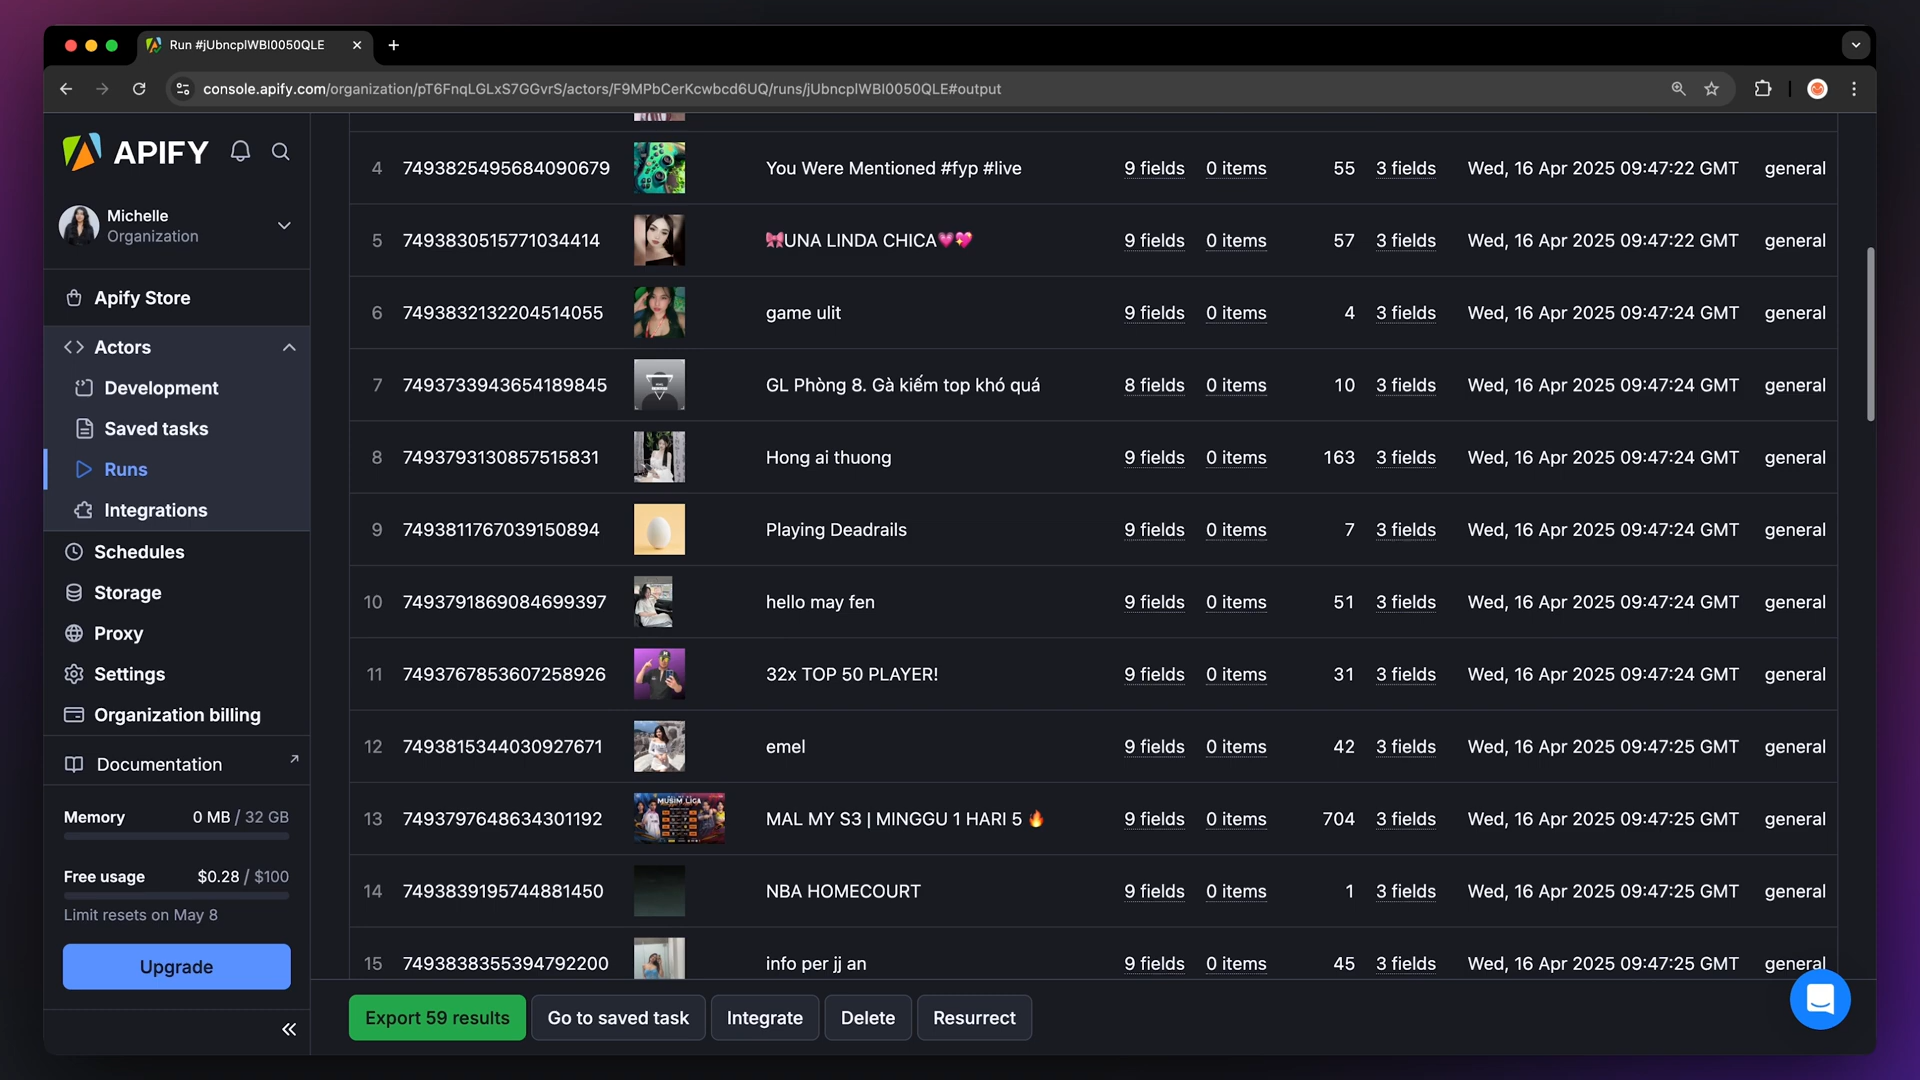 Run #jUbncplWBI0050QLE
console.apify.com/organization/pT6FnqLGLxS7GGvrS/actors/F9MPbCerKcwbcd6UQ/runs/jUbncplWBI0050QLE#output
APIFY
Michelle
Organization
Apify Store
Actors
Development
Saved tasks
Runs
Integrations
Schedules
Storage
Proxy
Settings
Organization billing
Documentation
Memory 0 MB / 32 GB
Free usage $0.28 / $100
Limit resets on May 8
Upgrade
4 7493825495684090679 You Were Mentioned #fyp #live 9 fields 0 items 55 3 fields Wed, 16 Apr 2025 09:47:22 GMT general
5 7493830515771034414 🎀UNA LINDA CHICA💗💖 9 fields 0 items 57 3 fields Wed, 16 Apr 2025 09:47:22 GMT general
6 7493832132204514055 game ulit 9 fields 0 items 4 3 fields Wed, 16 Apr 2025 09:47:24 GMT general
7 7493733943654189845 GL Phòng 8. Gà kiếm top khó quá 8 fields 0 items 10 3 fields Wed, 16 Apr 2025 09:47:24 GMT general
8 7493793130857515831 Hong ai thuong 9 fields 0 items 163 3 fields Wed, 16 Apr 2025 09:47:24 GMT general
9 7493811767039150894 Playing Deadrails 9 fields 0 items 7 3 fields Wed, 16 Apr 2025 09:47:24 GMT general
10 7493791869084699397 hello may fen 9 fields 0 items 51 3 fields Wed, 16 Apr 2025 09:47:24 GMT general
11 7493767853607258926 32x TOP 50 PLAYER! 9 fields 0 items 31 3 fields Wed, 16 Apr 2025 09:47:24 GMT general
12 7493815344030927671 emel 9 fields 0 items 42 3 fields Wed, 16 Apr 2025 09:47:25 GMT general
13 7493797648634301192 MUSIM LIGA MAL MY S3 | MINGGU 1 HARI 5 🔥 9 fields 0 items 704 3 fields Wed, 16 Apr 2025 09:47:25 GMT general
14 7493839195744881450 NBA HOMECOURT 9 fields 0 items 1 3 fields Wed, 16 Apr 2025 09:47:25 GMT general
15 7493838355394792200 info per jj an 9 fields 0 items 45 3 fields Wed, 16 Apr 2025 09:47:25 GMT general
Export 59 results Go to saved task Integrate Delete Resurrect